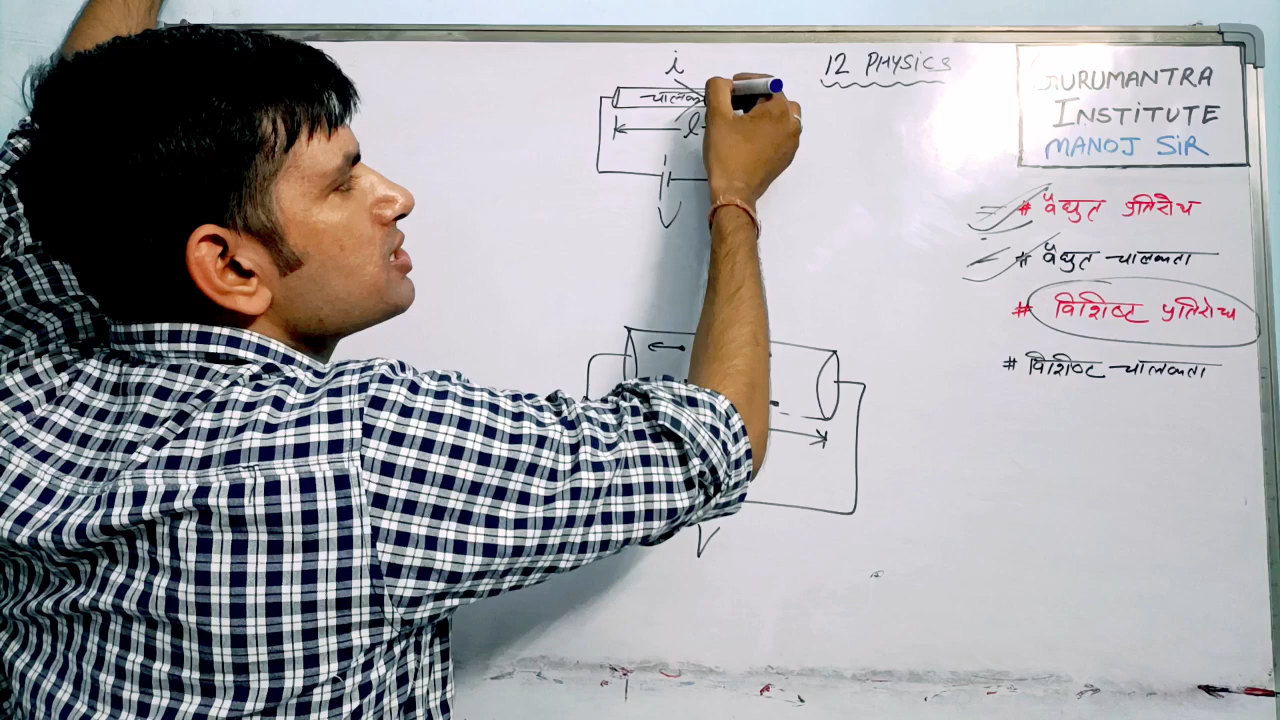 i
12 PHYSICS
चालक
l
V
GURUMANTRA
INSTITUTE
MANOJ SIR
# वैद्युत प्रतिरोध
# वैद्युत चालकता
# विशिष्ट प्रतिरोध
# विशिष्ट चालकता
V